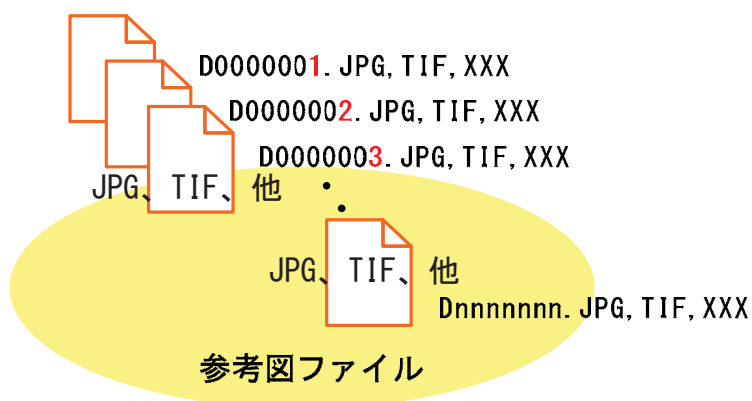 D0000001.JPG,TIF,XXX
D0000002.JPG,TIF,XXX
D0000003.JPG,TIF,XXX
JPG、TIF、他
JPG、TIF、他
Dnnnnnnn.JPG,TIF,XXX
参考図ファイル